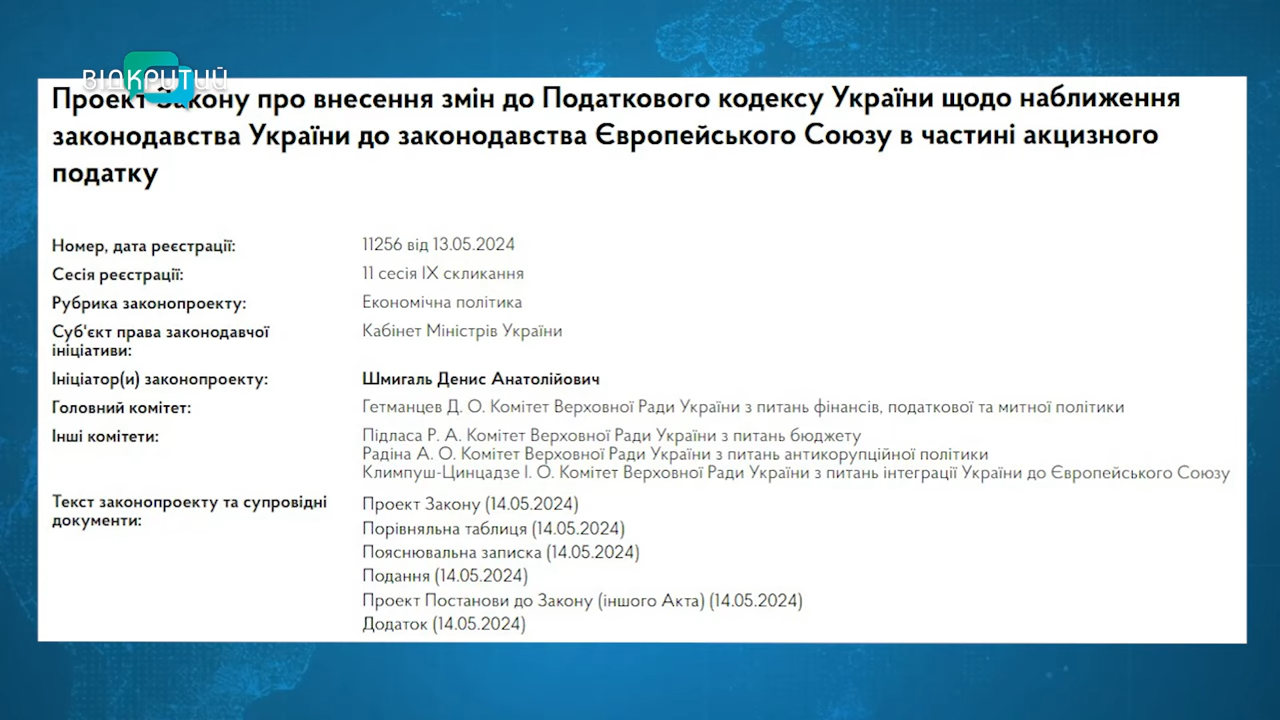 ВІДКРИТИЙ
Проект Закону про внесення змін до Податкового кодексу України щодо наближення
законодавства України до законодавства Європейського Союзу в частині акцизного
податку
Номер, дата реєстрації: 11256 від 13.05.2024
Сесія реєстрації: 11 сесія IX скликання
Рубрика законопроекту: Економічна політика
Суб'єкт права законодавчої Кабінет Міністрів України
ініціативи:
Ініціатор(и) законопроекту: Шмигаль Денис Анатолійович
Головний комітет: Гетманцев Д. О. Комітет Верховної Ради України з питань фінансів, податкової та митної політики
Інші комітети: Підласа Р. А. Комітет Верховної Ради України з питань бюджету
Радіна А. О. Комітет Верховної Ради України з питань антикорупційної політики
Климпуш-Цинцадзе І. О. Комітет Верховної Ради України з питань інтеграції України до Європейського Союзу
Текст законопроекту та супровідні Проект Закону (14.05.2024)
документи:
Порівняльна таблиця (14.05.2024)
Пояснювальна записка (14.05.2024)
Подання (14.05.2024)
Проект Постанови до Закону (іншого Акта) (14.05.2024)
Додаток (14.05.2024)